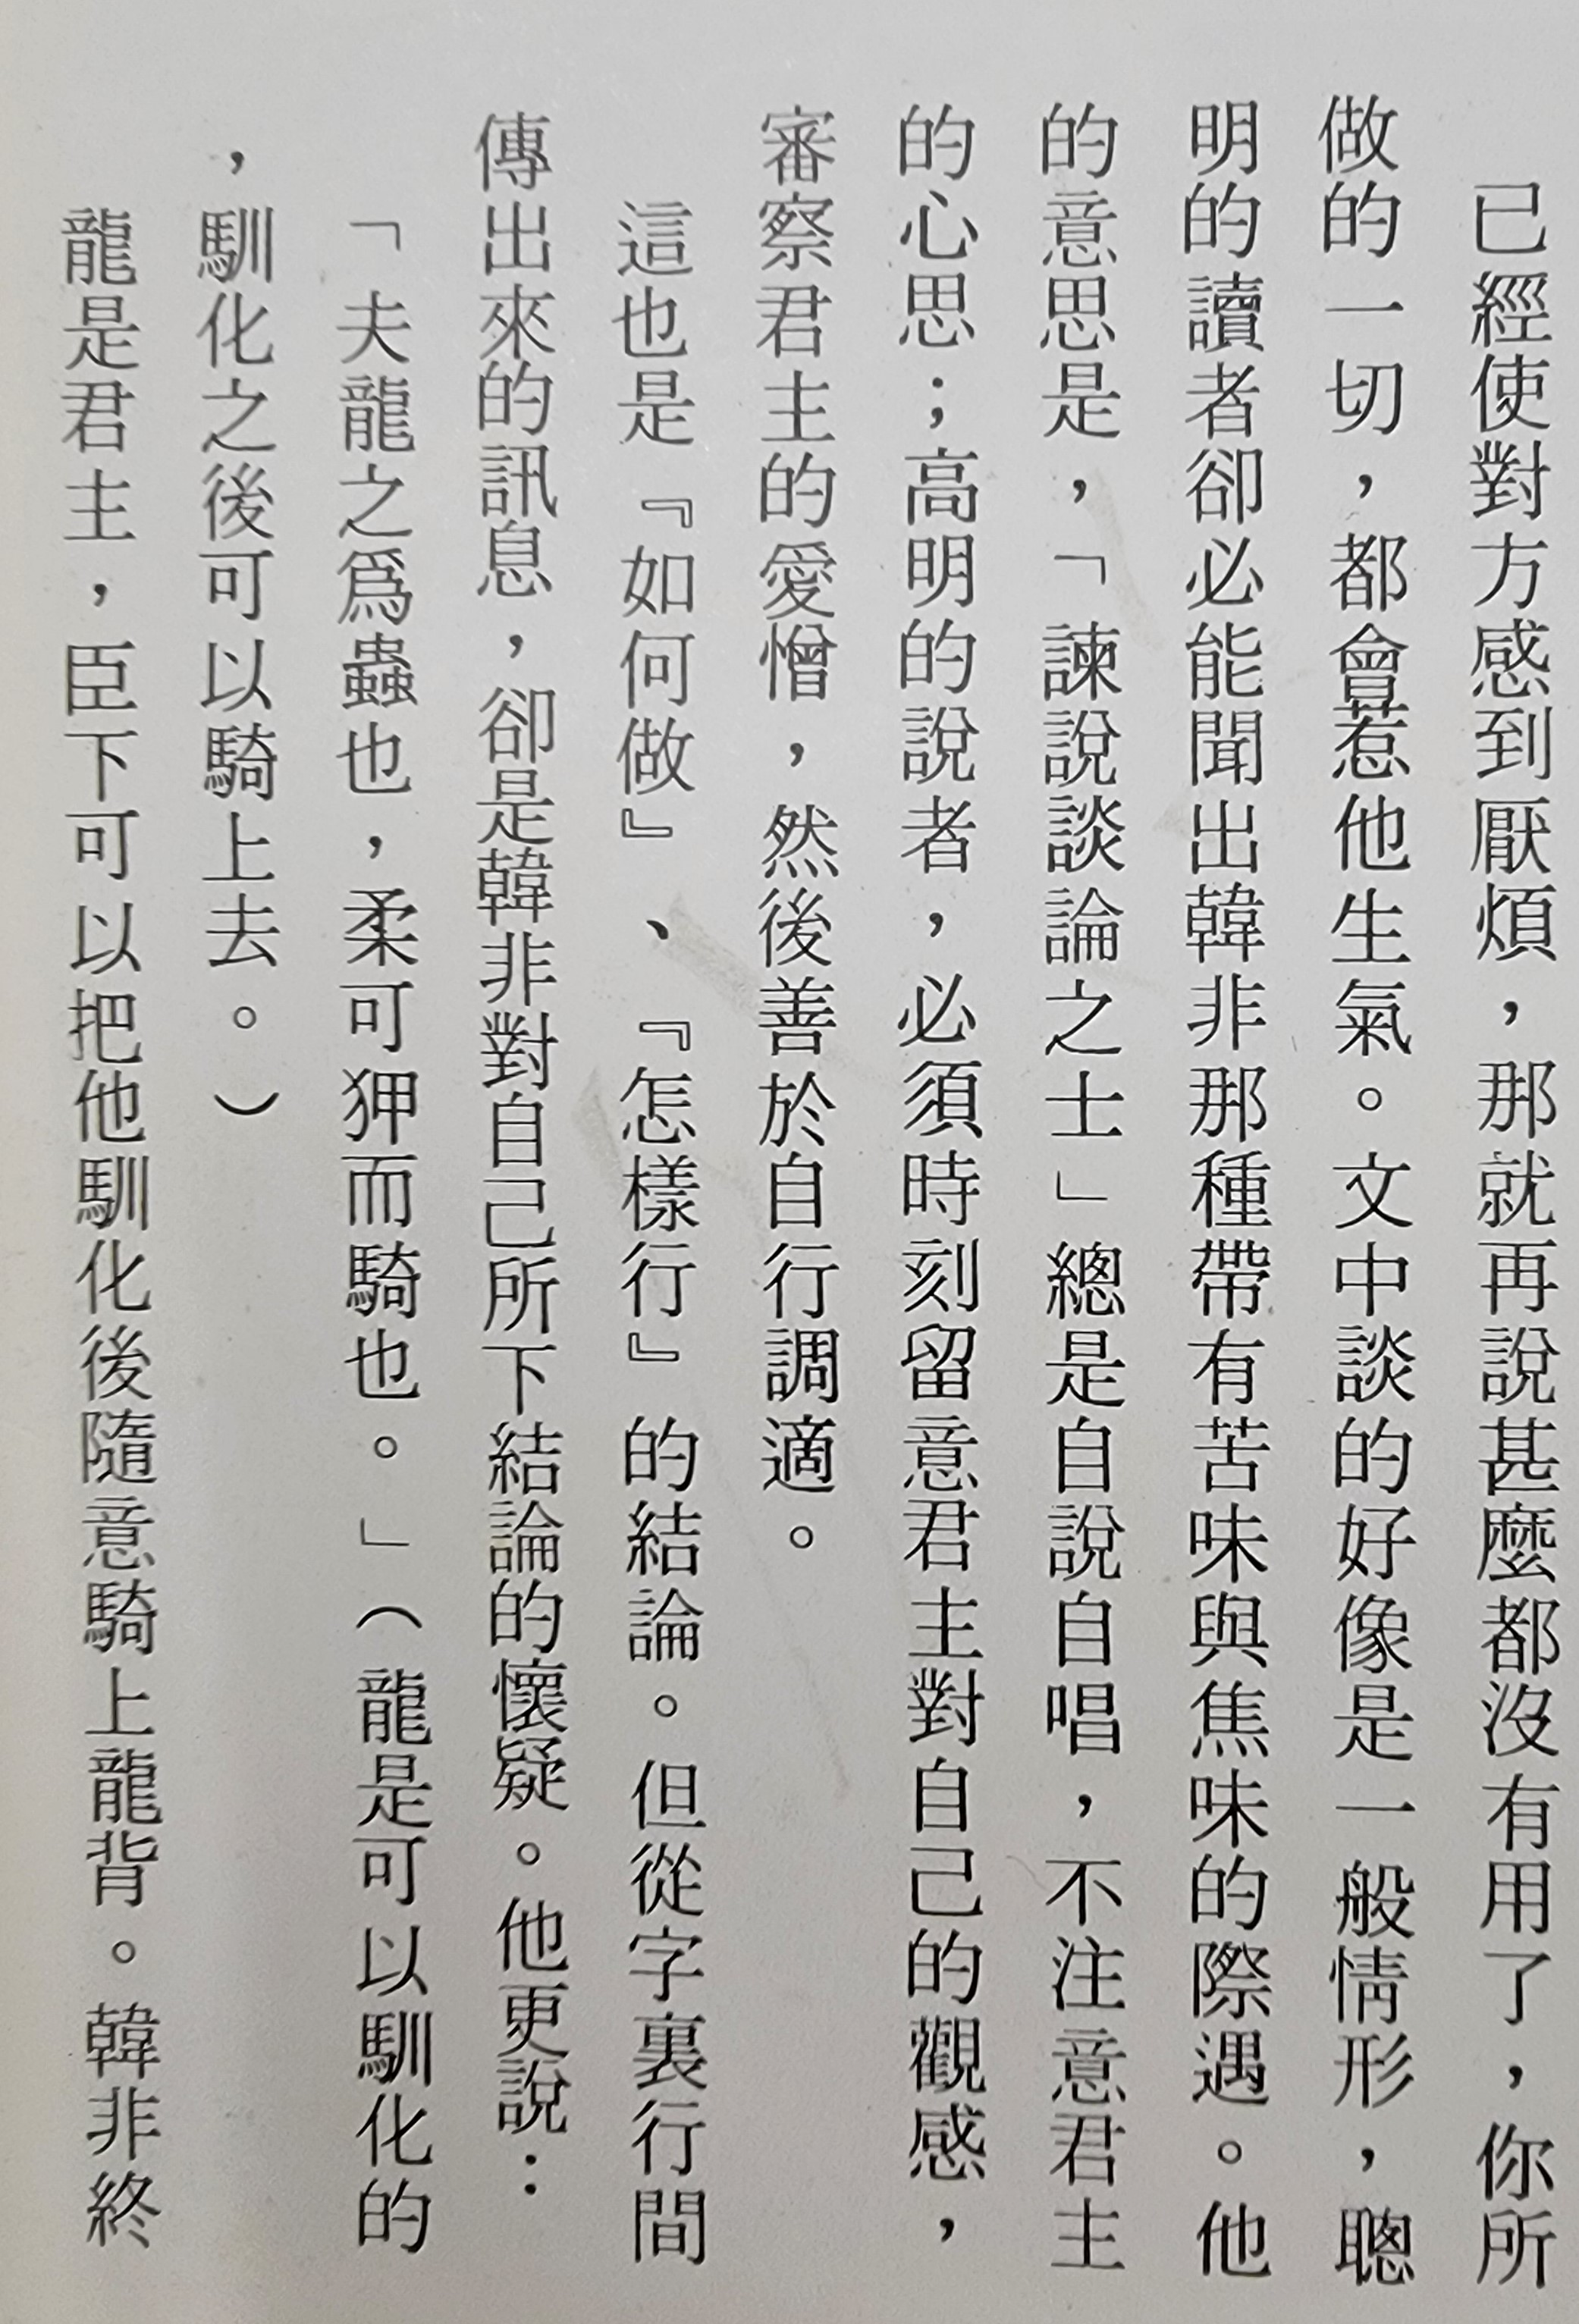 已經使對方感到厭煩，那就再說甚麼都沒有用了，你所
做的一切，都會惹他生氣。文中談的好像是一般情形，聰
明的讀者卻必能聞出韓非那種帶有苦味與焦味的際遇。他
的意思是，「諫說談論之士」總是自說自唱，不注意君主
的心思；高明的說者，必須時刻留意君主對自己的觀感，
審察君主的愛憎，然後善於自行調適。
這也是『如何做』、『怎樣行』的結論。但從字裏行間
傳出來的訊息，卻是韓非對自己所下結論的懷疑。他更說：
「夫龍之爲蟲也，柔可狎而騎也。」（龍是可以馴化的
，馴化之後可以騎上去。）
龍是君主，臣下可以把他馴化後隨意騎上龍背。韓非終